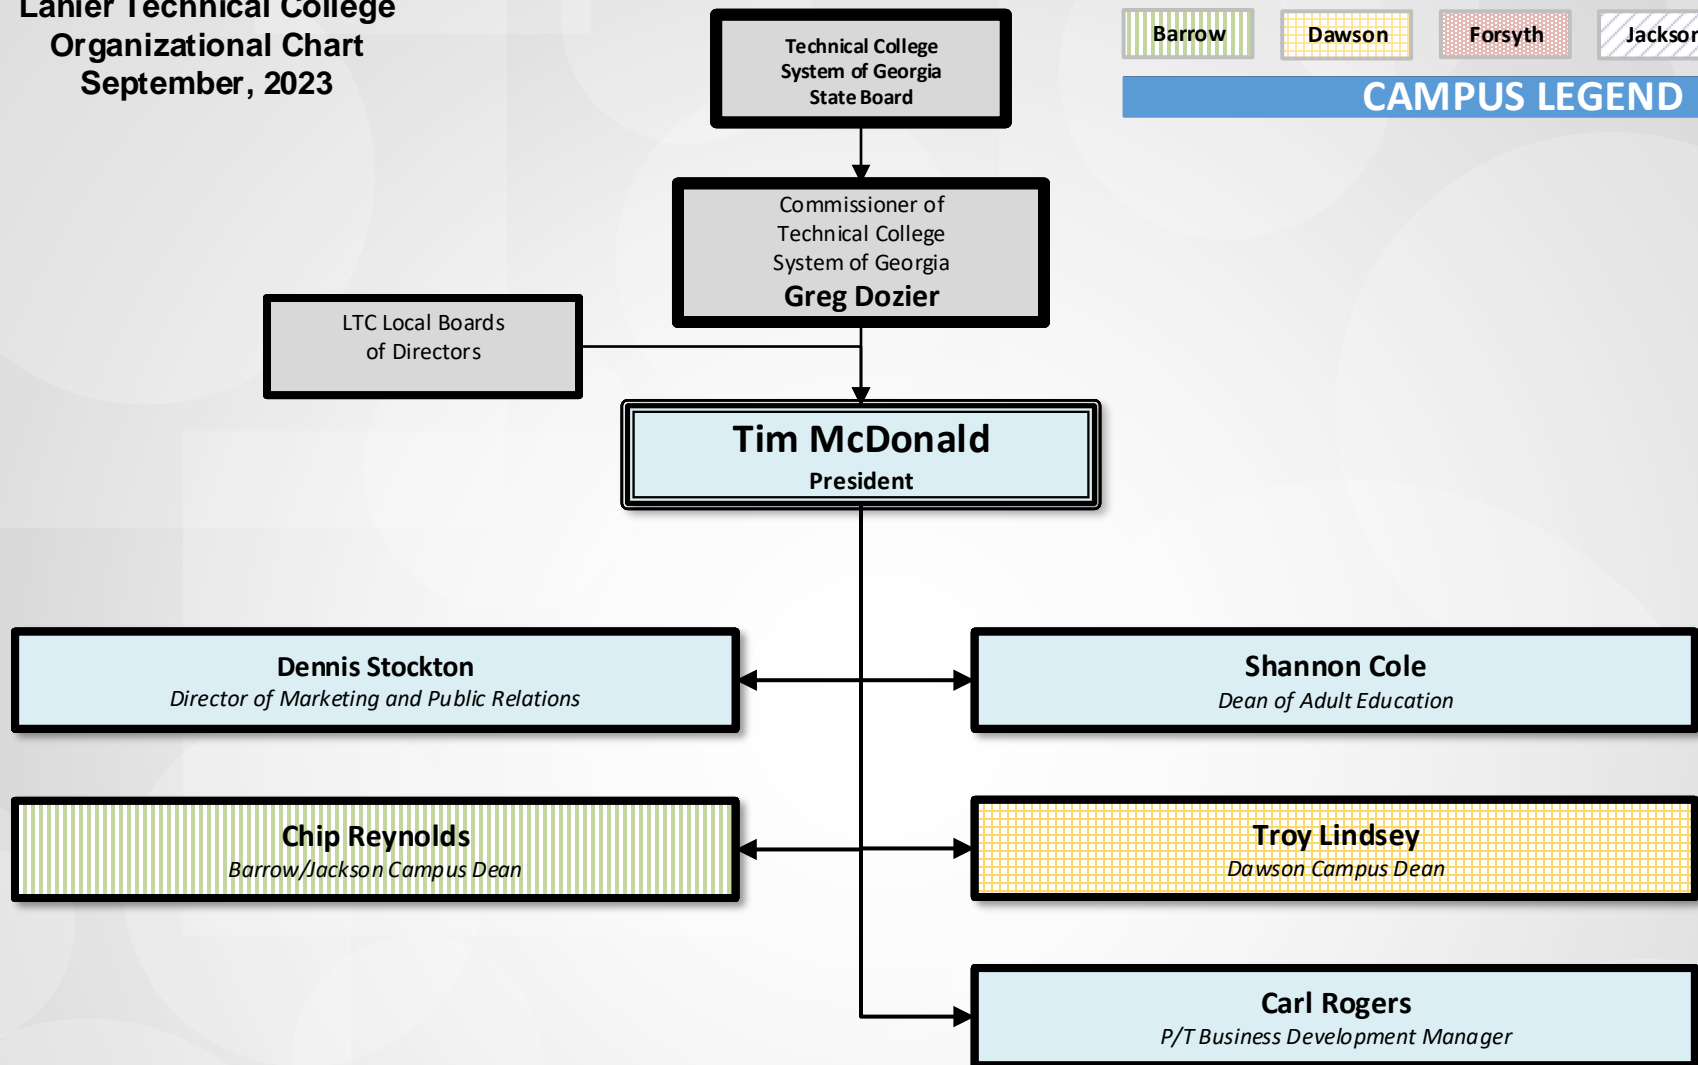 Lanier Technical College
Organizational Chart
September, 2023
Technical College
System of Georgia
State Board
Barrow
Dawson
Forsyth
Jackson
CAMPUS LEGEND
Commissioner of
Technical College
System of Georgia
Greg Dozier
LTC Local Boards
of Directors
Tim McDonald
President
Dennis Stockton
Director of Marketing and Public Relations
Shannon Cole
Dean of Adult Education
Chip Reynolds
Barrow/Jackson Campus Dean
Troy Lindsey
Dawson Campus Dean
Carl Rogers
P/T Business Development Manager